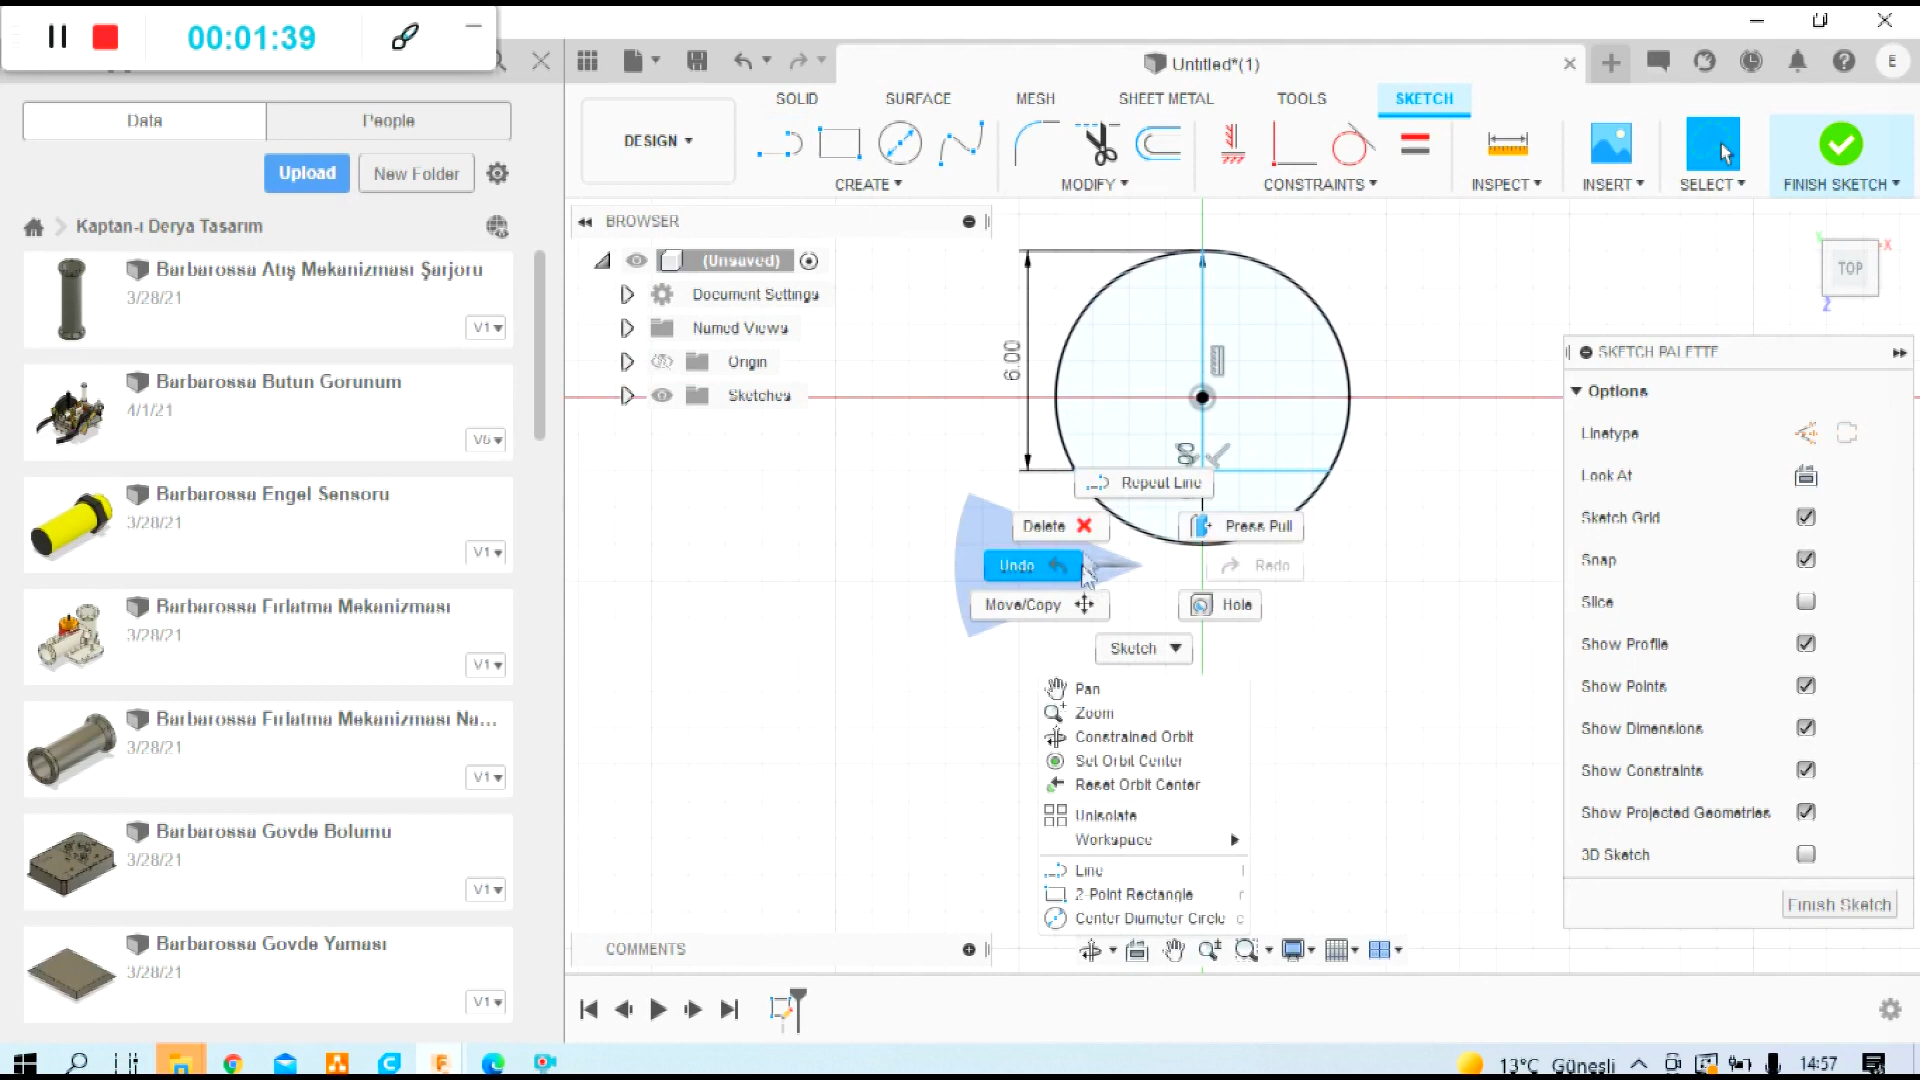 00:01:39
Untitled*(1)
E
Data
People
Upload
New Folder
Kaptan-ı Derya Tasarım
Barbarossa Atış Mekanizması Şarjoru
3/28/21
V1
Barbarossa Butun Gorunum
4/1/21
V6
Barbarossa Engel Sensoru
3/28/21
V1
Barbarossa Fırlatma Mekanizması
3/28/21
V1
Barbarossa Fırlatma Mekanizması Na...
3/28/21
V1
Barbarossa Govde Bolumu
3/28/21
V1
Barbarossa Govde Yaması
3/28/21
V1
SOLID
SURFACE
MESH
SHEET METAL
TOOLS
SKETCH
DESIGN
CREATE
MODIFY
CONSTRAINTS
INSPECT
INSERT
SELECT
FINISH SKETCH
BROWSER
(Unsaved)
Document Settings
Named Views
Origin
Sketches
6.00
Y
X
TOP
Z
Repeat Line
Delete
Press Pull
Undo
Redo
Move/Copy
Hole
Sketch
Pan
Zoom
Constrained Orbit
Set Orbit Center
Reset Orbit Center
Unisolate
Workspace
Line l
2-Point Rectangle r
Center Diameter Circle c
SKETCH PALETTE
Options
Linetype
Look At
Sketch Grid
Snap
Slice
Show Profile
Show Points
Show Dimensions
Show Constraints
Show Projected Geometries
3D Sketch
Finish Sketch
COMMENTS
13°C Güneşli
14:57